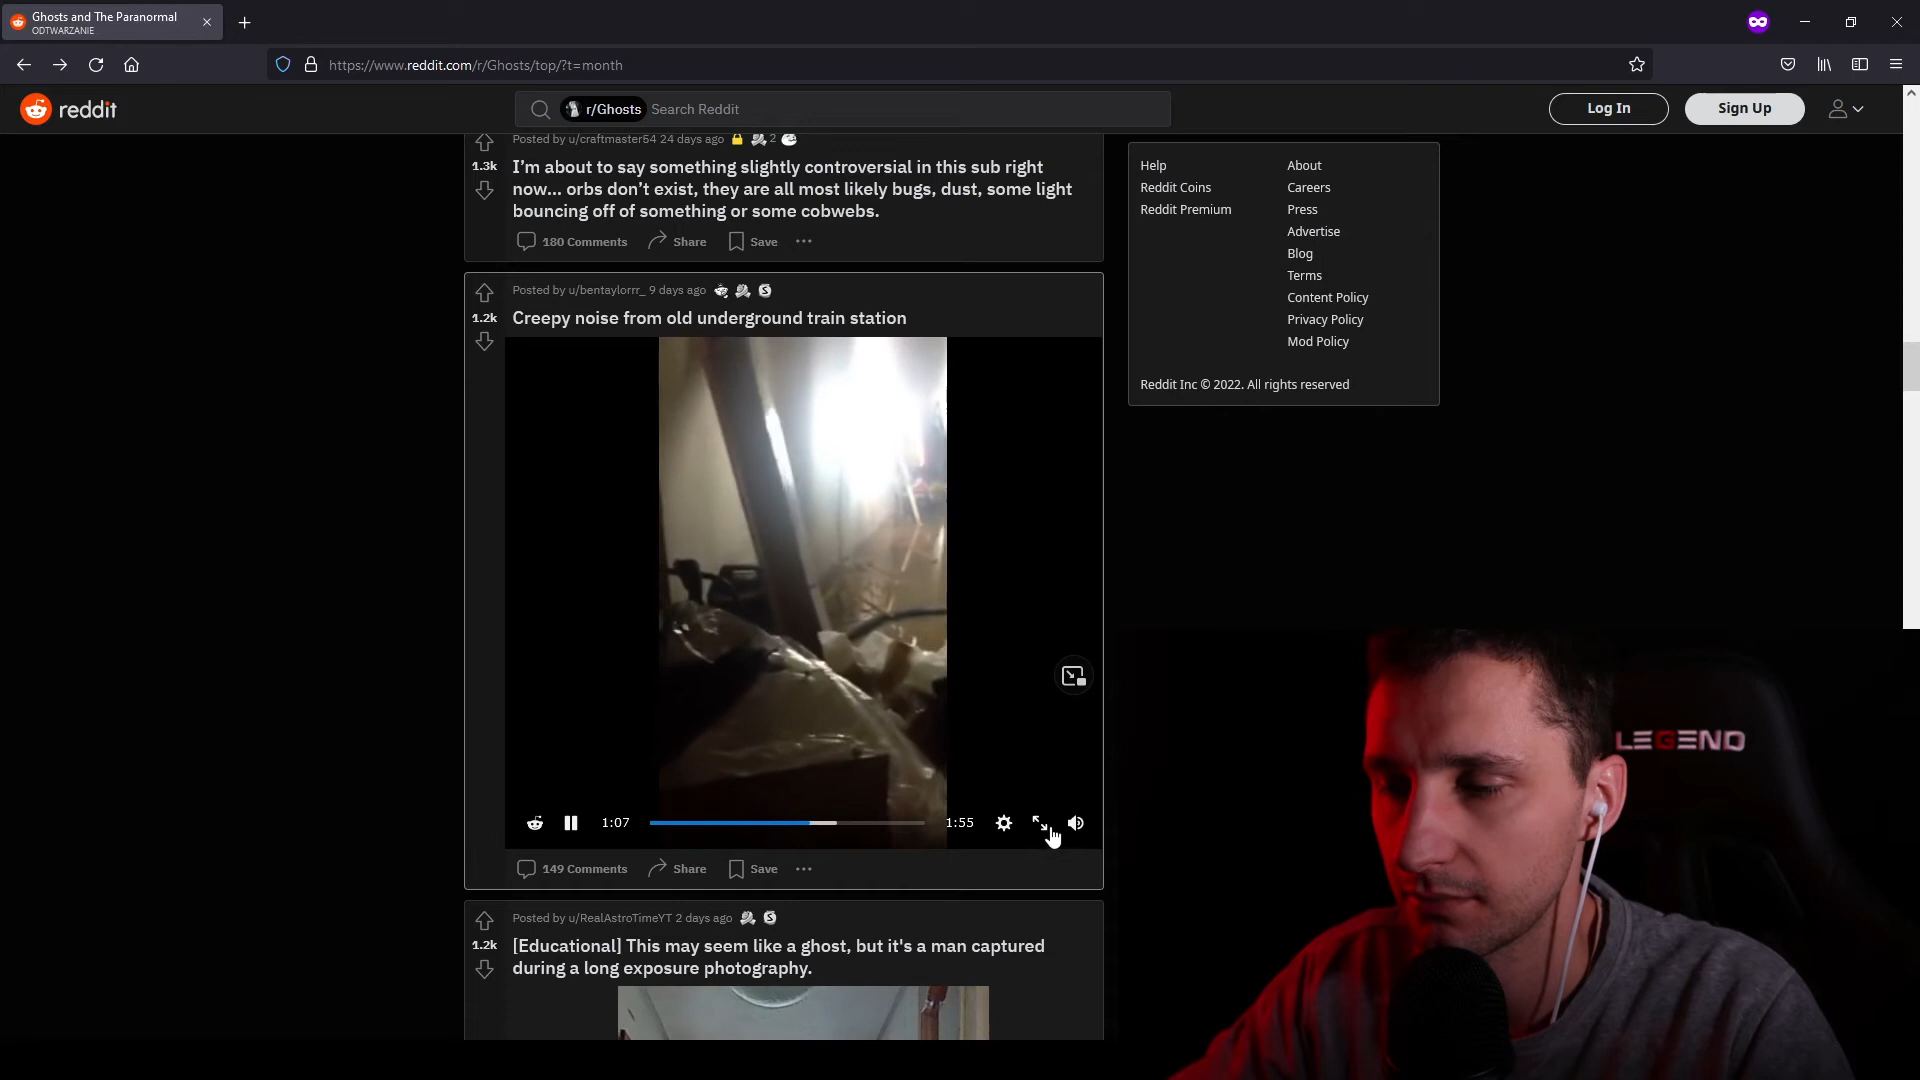 Ghosts and The Paranormal
ODTWARZANIE
https://www.reddit.com/r/Ghosts/top/?t=month
reddit
r/Ghosts Search Reddit
Log In
Sign Up
Posted by u/craftmaster54 24 days ago 2
1.3k
I’m about to say something slightly controversial in this sub right
now... orbs don’t exist, they are all most likely bugs, dust, some light
bouncing off of something or some cobwebs.
180 Comments Share Save
Help About
Reddit Coins Careers
Reddit Premium Press
Advertise
Blog
Terms
Content Policy
Privacy Policy
Mod Policy
Reddit Inc © 2022. All rights reserved
Posted by u/bentaylorrr_ 9 days ago
1.2k
Creepy noise from old underground train station
1:07 1:55
149 Comments Share Save
LEGEND
Posted by u/RealAstroTimeYT 2 days ago
1.2k
[Educational] This may seem like a ghost, but it's a man captured
during a long exposure photography.